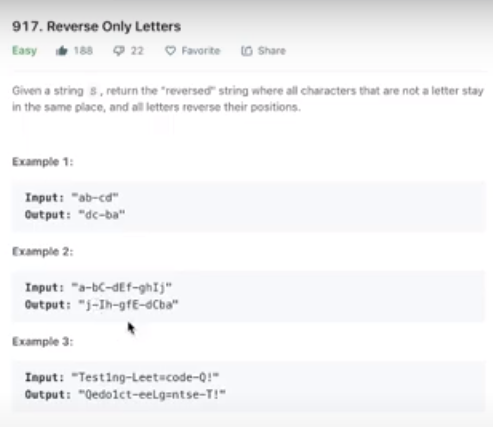 917. Reverse Only Letters
Easy 188 22 Favorite Share
Given a string S, return the "reversed" string where all characters that are not a letter stay
in the same place, and all letters reverse their positions.
Example 1:
Input: "ab-cd"
Output: "dc-ba"
Example 2:
Input: "a-bC-dEf-ghIj"
Output: "j-Ih-gfE-dCba"
Example 3:
Input: "Test1ng-Leet=code-Q!"
Output: "Qedo1ct-eeLg=ntse-T!"